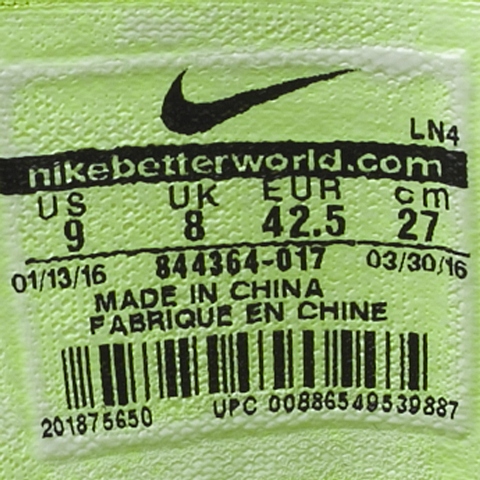 LN4
nikebetterworld.com
US UK EUR cm
9 8 42.5 27
01/13/16 844364-017 03/30/16
MADE IN CHINA
FABRIQUE EN CHINE
201875650 UPC 00886549539887